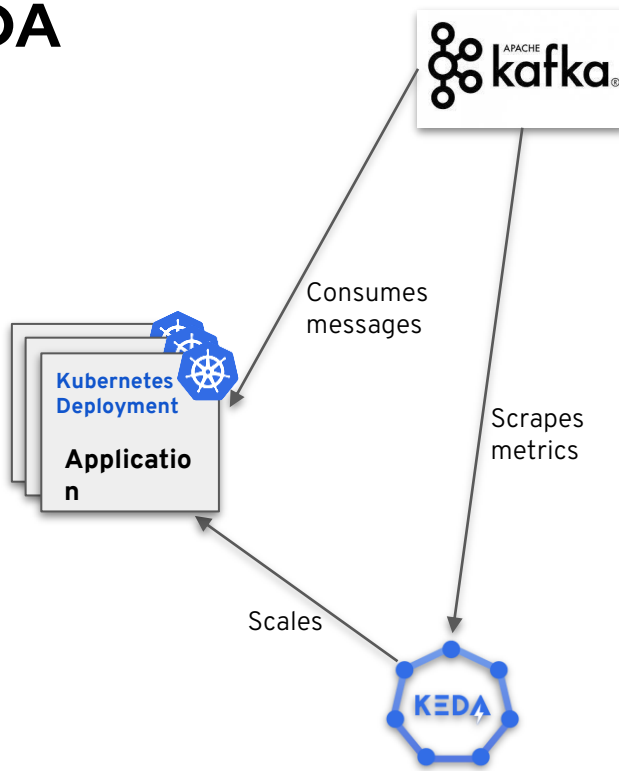 DA
APACHE
kafka®
Consumes
messages
Kubernetes
Deployment
Applicatio
n
Scrapes
metrics
Scales
KEDA